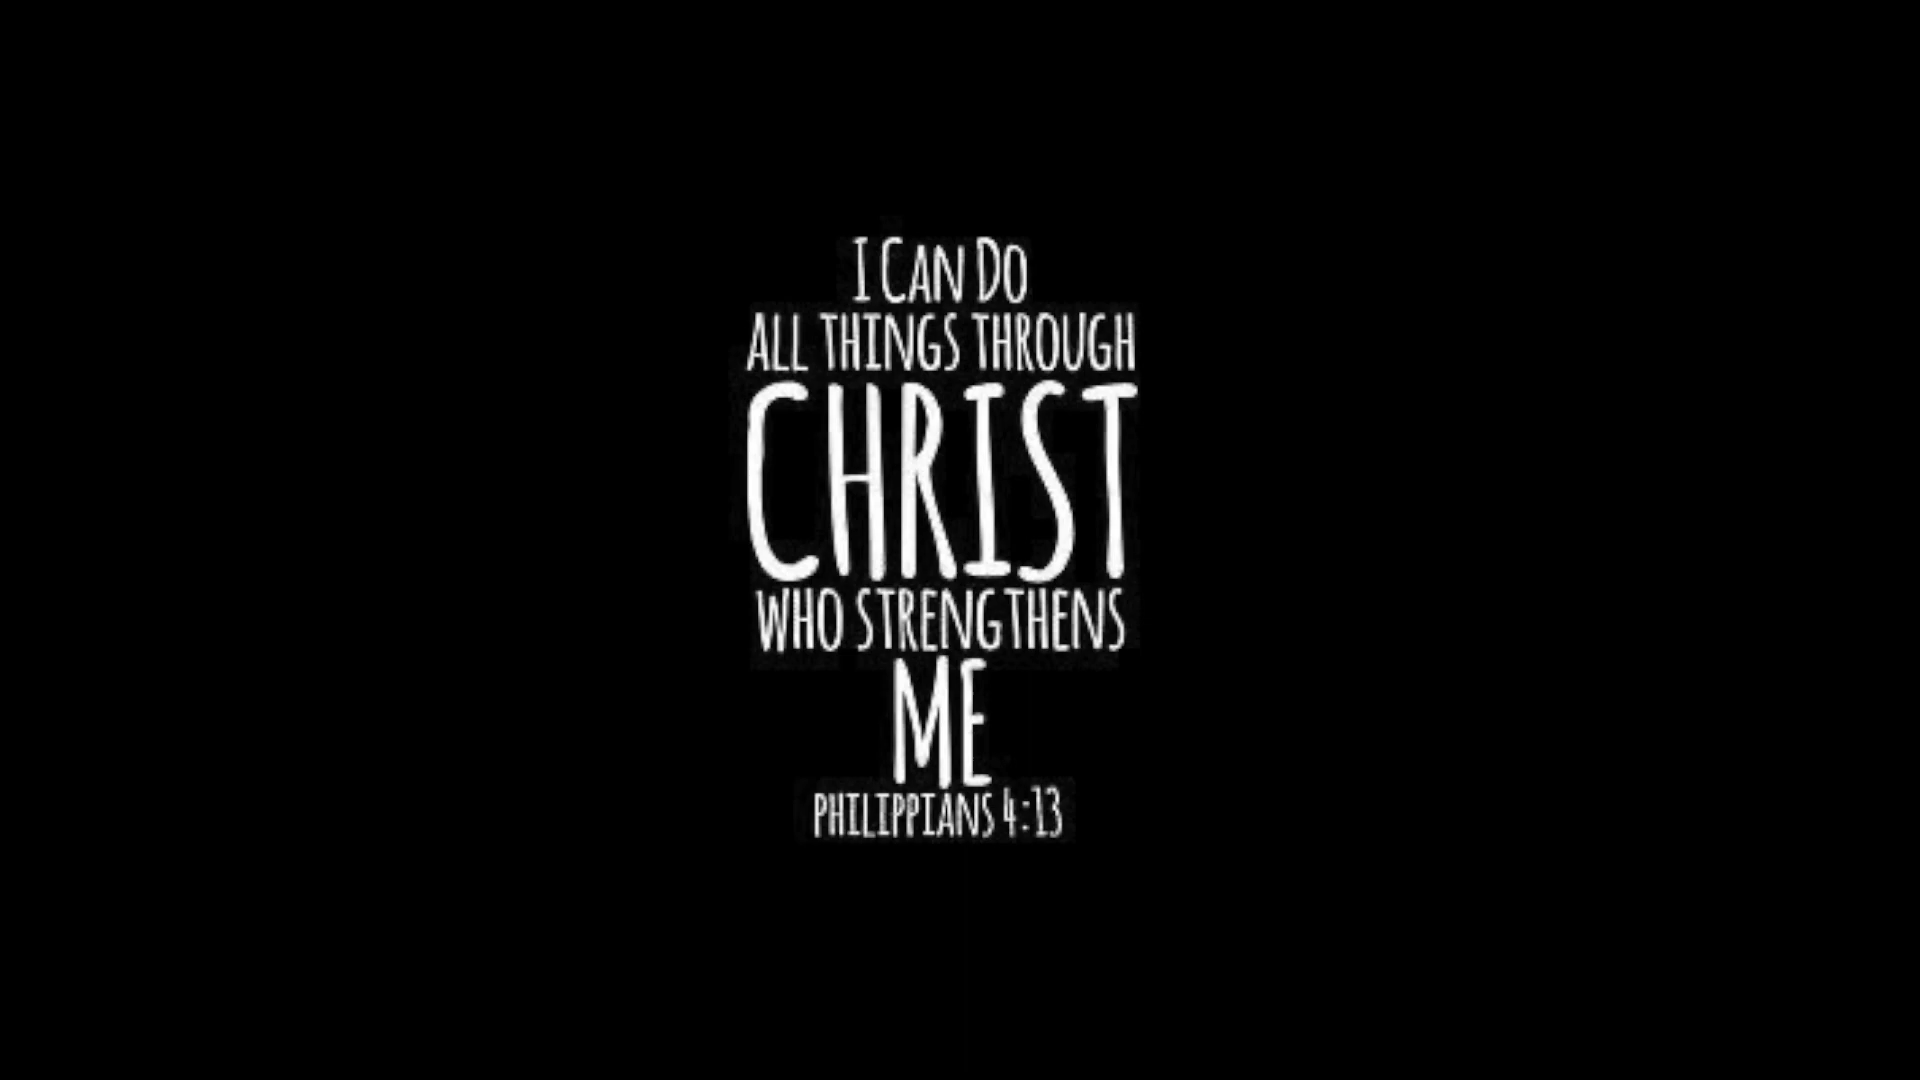 I CAN DO
ALL THINGS THROUGH
CHRIST
WHO STRENGTHENS
ME
PHILIPPIANS 4:13